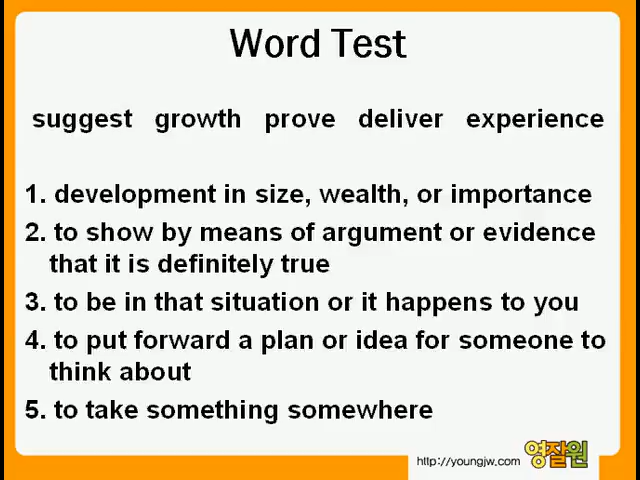 Word Test
suggest growth prove deliver experience
1. development in size, wealth, or importance
2. to show by means of argument or evidence
that it is definitely true
3. to be in that situation or it happens to you
4. to put forward a plan or idea for someone to
think about
5. to take something somewhere
http://youngjw.com 영잘원